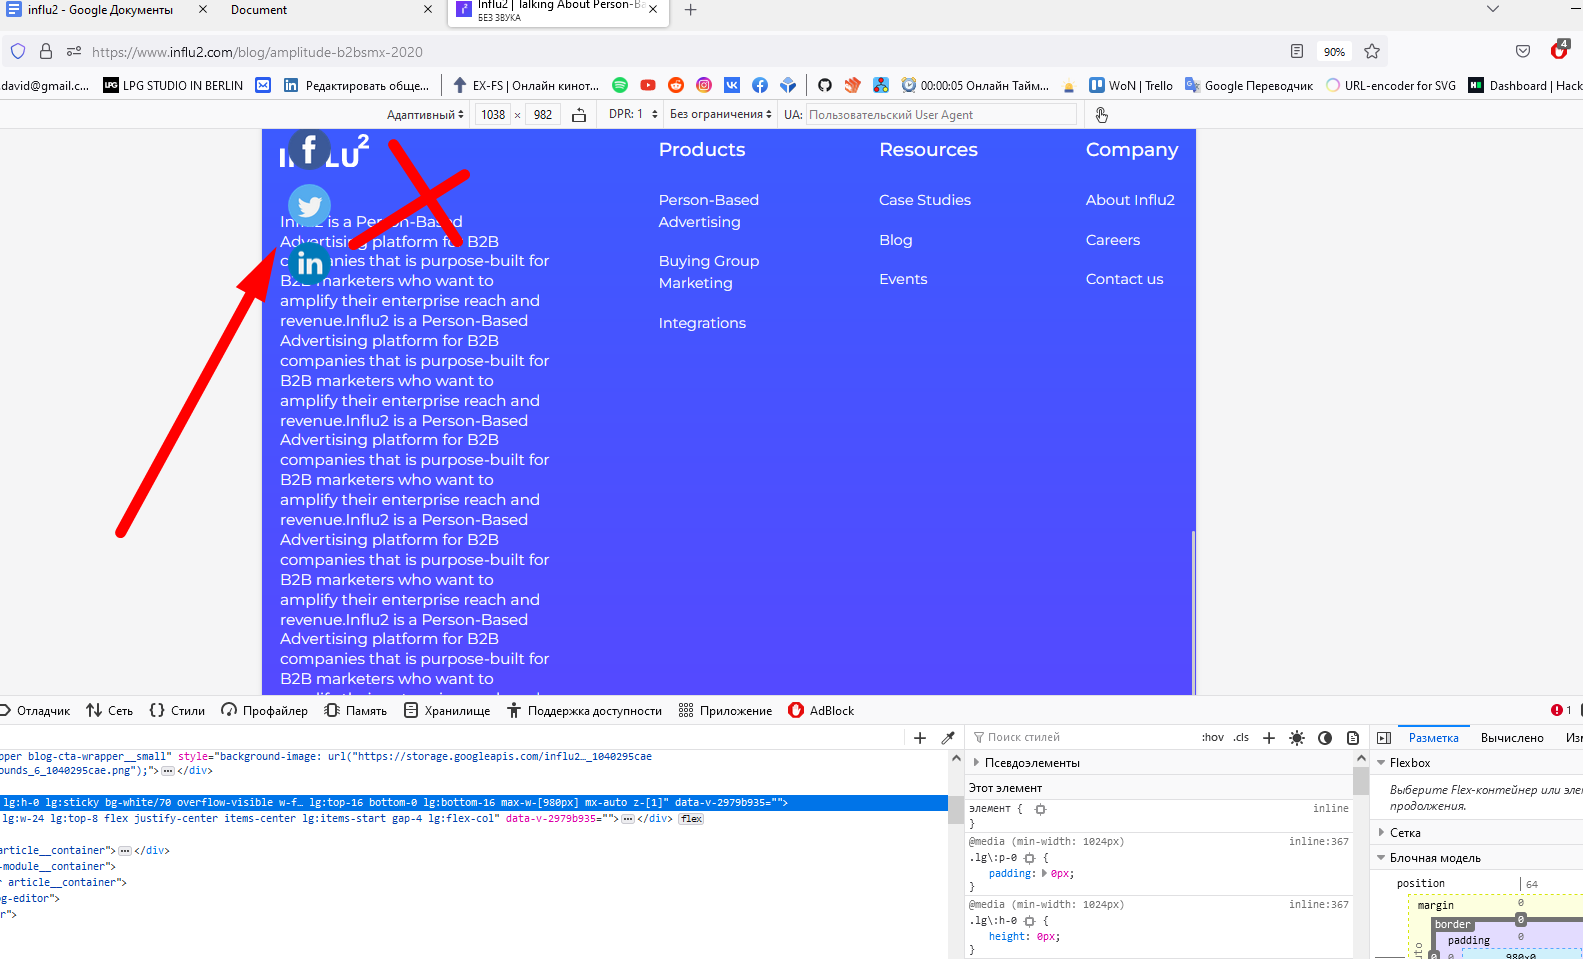 influ2 - Google Документы
Document
Influ2 | Talking About Person-Ba
БЕЗ ЗВУКА
https://www.influ2.com/blog/amplitude-b2bsmx-2020
90%
4
david@gmail.c...
LPG STUDIO IN BERLIN
Редактировать обще...
EX-FS | Онлайн кинот...
00:00:05 Онлайн Тайм...
WoN | Trello
Google Переводчик
URL-encoder for SVG
Dashboard | Hack
Адаптивный
1038 × 982
DPR: 1
Без ограничения
UA: Пользовательский User Agent
Products
Resources
Company
Person-Based
Advertising
Buying Group
Marketing
Integrations
Case Studies
Blog
Events
About Influ2
Careers
Contact us
Influ2 is a Person-Based
Advertising platform for B2B
companies that is purpose-built for
B2B marketers who want to
amplify their enterprise reach and
revenue.Influ2 is a Person-Based
Advertising platform for B2B
companies that is purpose-built for
B2B marketers who want to
amplify their enterprise reach and
revenue.Influ2 is a Person-Based
Advertising platform for B2B
companies that is purpose-built for
B2B marketers who want to
amplify their enterprise reach and
revenue.Influ2 is a Person-Based
Advertising platform for B2B
companies that is purpose-built for
B2B marketers who want to
amplify their enterprise reach and
revenue.Influ2 is a Person-Based
Advertising platform for B2B
companies that is purpose-built for
B2B marketers who want to
Отладчик
Сеть
Стили
Профайлер
Память
Хранилище
Поддержка доступности
Приложение
AdBlock
1
pper blog-cta-wrapper__small" style="background-image: url("https://storage.googleapis.com/influ2…_1040295cae
ounds_6_1040295cae.png");"></div>
lg:h-0 lg:sticky bg-white/70 overflow-visible w-f… lg:top-16 bottom-0 lg:bottom-16 max-w-[980px] mx-auto z-[1]" data-v-2979b935="">
lg:w-24 lg:top-8 flex justify-center items-center lg:items-start gap-4 lg:flex-col" data-v-2979b935=""></div> flex
article__container"></div>
-module__container">
r article__container">
og-editor">
r">
Поиск стилей
:hov .cls
Псевдоэлементы
Этот элемент
элемент {
inline
}
@media (min-width: 1024px)
inline:367
.lg\:p-0 {
padding: 0px;
}
@media (min-width: 1024px)
inline:367
.lg\:h-0 {
height: 0px;
}
Разметка
Вычислено
Flexbox
Выберите Flex-контейнер или эле
продолжения.
Сетка
Блочная модель
position
64
margin
0
border
0
padding
0
0
0
980x0